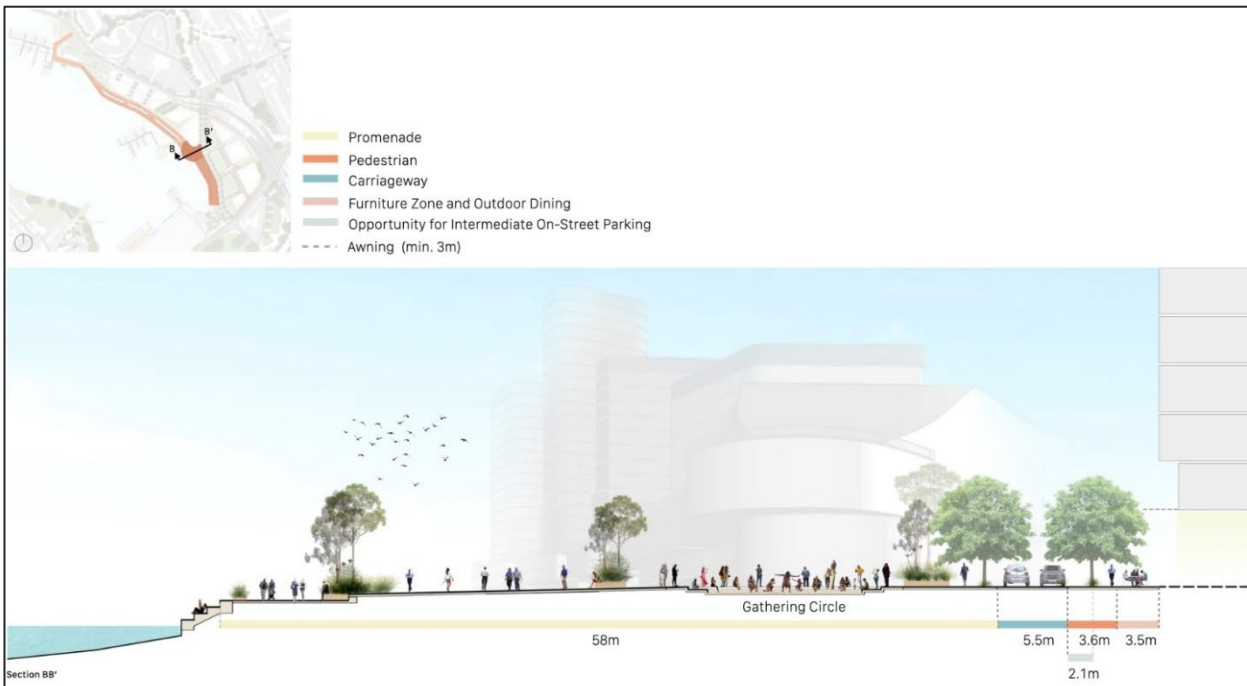 B
B'
Promenade
Pedestrian
Carriageway
Furniture Zone and Outdoor Dining
Opportunity for Intermediate On-Street Parking
Awning (min. 3m)
Gathering Circle
58m
5.5m
3.6m
3.5m
2.1m
Section BB'